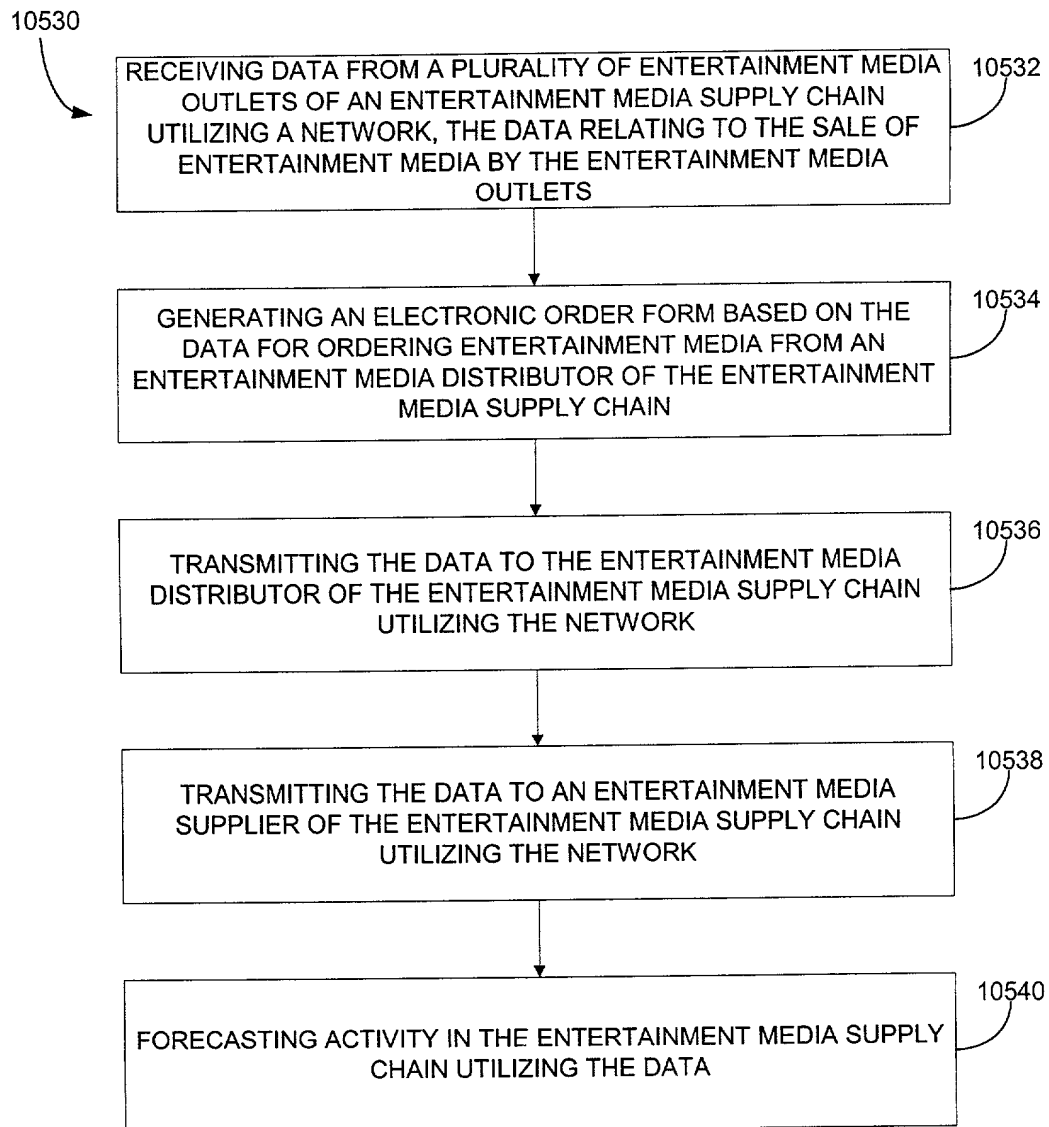 10530
RECEIVING DATA FROM A PLURALITY OF ENTERTAINMENT MEDIA
OUTLETS OF AN ENTERTAINMENT MEDIA SUPPLY CHAIN
UTILIZING A NETWORK, THE DATA RELATING TO THE SALE OF
ENTERTAINMENT MEDIA BY THE ENTERTAINMENT MEDIA
OUTLETS
10532
GENERATING AN ELECTRONIC ORDER FORM BASED ON THE
DATA FOR ORDERING ENTERTAINMENT MEDIA FROM AN
ENTERTAINMENT MEDIA DISTRIBUTOR OF THE ENTERTAINMENT
MEDIA SUPPLY CHAIN
10534
TRANSMITTING THE DATA TO THE ENTERTAINMENT MEDIA
DISTRIBUTOR OF THE ENTERTAINMENT MEDIA SUPPLY CHAIN
UTILIZING THE NETWORK
10536
TRANSMITTING THE DATA TO AN ENTERTAINMENT MEDIA
SUPPLIER OF THE ENTERTAINMENT MEDIA SUPPLY CHAIN
UTILIZING THE NETWORK
10538
FORECASTING ACTIVITY IN THE ENTERTAINMENT MEDIA SUPPLY
CHAIN UTILIZING THE DATA
10540